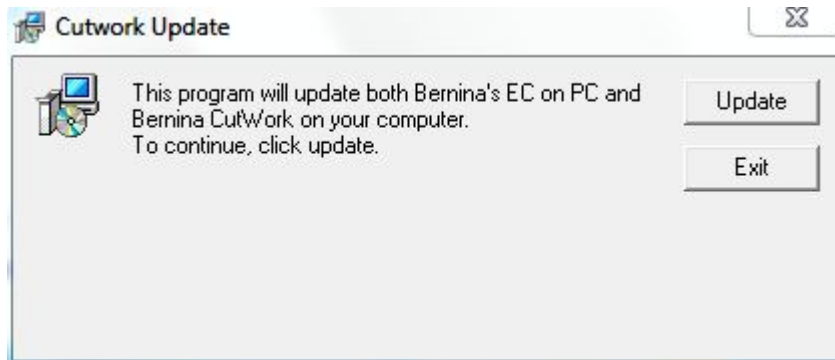 Cutwork Update
This program will update both Bernina's EC on PC and
Bernina CutWork on your computer.
To continue, click update.
Update
Exit